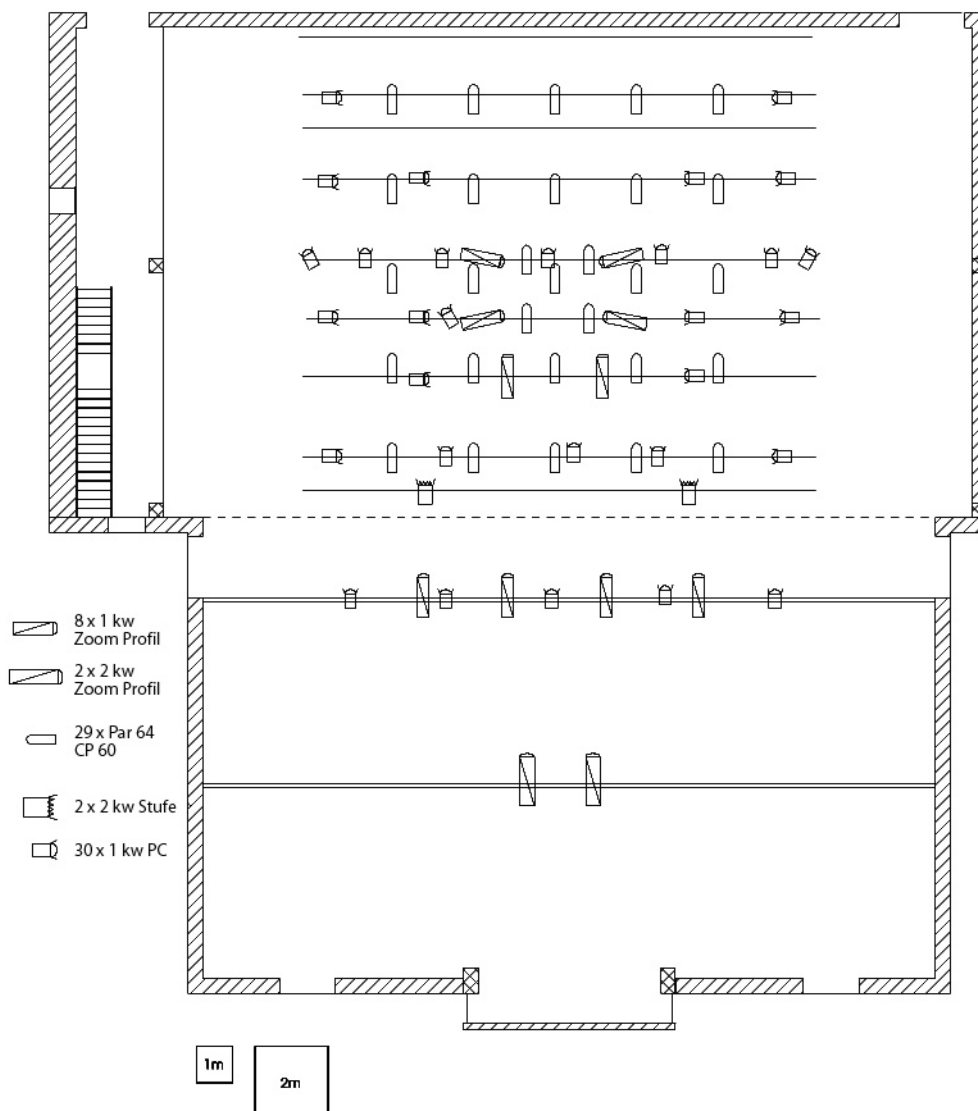 8 x 1 kw
Zoom Profil
2 x 2 kw
Zoom Profil
29 x Par 64
CP 60
2 x 2 kw Stufe
30 x 1 kw PC
1m
2m